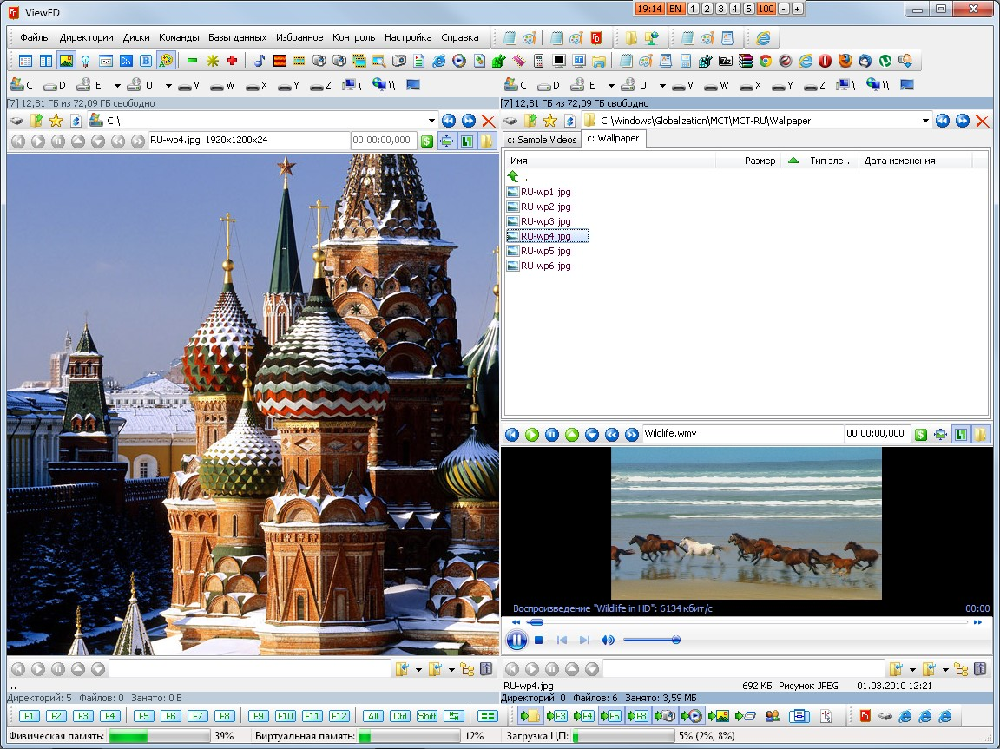 ViewFD
19:14 EN 1 2 3 4 5 100 - +
Файлы Директории Диски Команды Базы данных Избранное Контроль Настройка Справка
C D E U V W X Y Z \ \\
C D E U V W X Y Z \ \\
[7] 12,81 ГБ из 72,09 ГБ свободно
[7] 12,81 ГБ из 72,09 ГБ свободно
C:\
C:\Windows\Globalization\MCT\MCT-RU\Wallpaper
RU-wp4.jpg 1920x1200x24
00:00:00,000
c: Sample Videos
c: Wallpaper
Имя Размер Тип эле... Дата изменения
..
RU-wp1.jpg
RU-wp2.jpg
RU-wp3.jpg
RU-wp4.jpg
RU-wp5.jpg
RU-wp6.jpg
Wildlife.wmv
00:00:00,000
Воспроизведение "Wildlife in HD": 6134 кбит/с
00:00
..
RU-wp4.jpg 692 КБ Рисунок JPEG 01.03.2010 12:21
Директорий: 5 Файлов: 0 Занято: 0 Б
Директорий: 0 Файлов: 6 Занято: 3,59 МБ
F1 F2 F3 F4 F5 F6 F7 F8 F9 F10 F11 F12 Alt Ctrl Shift
F3 F4 F5 F8
Физическая память: 39% Виртуальная память: 12% Загрузка ЦП: 5% (2%, 8%)